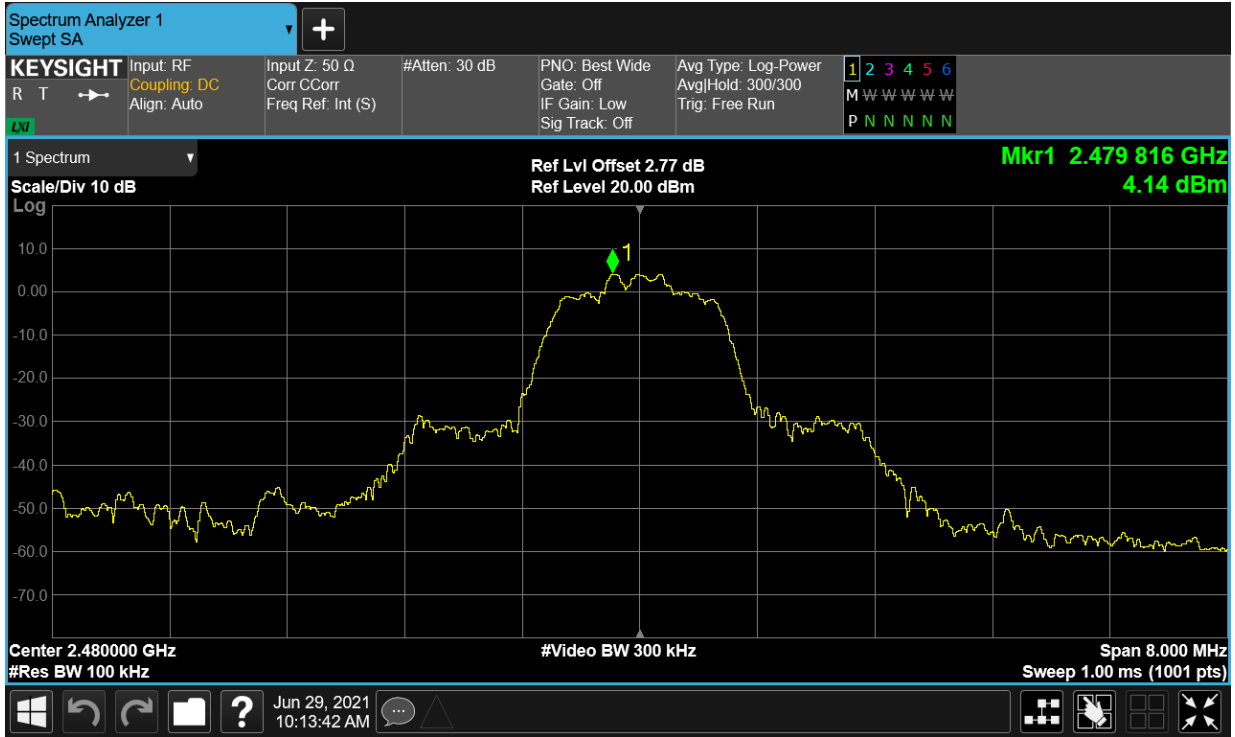 Spectrum Analyzer 1
Swept SA
KEYSIGHT
R T
LXI
Input: RF
Coupling: DC
Align: Auto
Input Z: 50 Ω
Corr CCorr
Freq Ref: Int (S)
#Atten: 30 dB
PNO: Best Wide
Gate: Off
IF Gain: Low
Sig Track: Off
Avg Type: Log-Power
Avg|Hold: 300/300
Trig: Free Run
1 2 3 4 5 6
M W W W W W
P N N N N N
1 Spectrum
Scale/Div 10 dB
Log
Ref Lvl Offset 2.77 dB
Ref Level 20.00 dBm
Mkr1 2.479 816 GHz
4.14 dBm
1
10.0
0.00
-10.0
-20.0
-30.0
-40.0
-50.0
-60.0
-70.0
Center 2.480000 GHz
#Res BW 100 kHz
#Video BW 300 kHz
Span 8.000 MHz
Sweep 1.00 ms (1001 pts)
?
Jun 29, 2021
10:13:42 AM